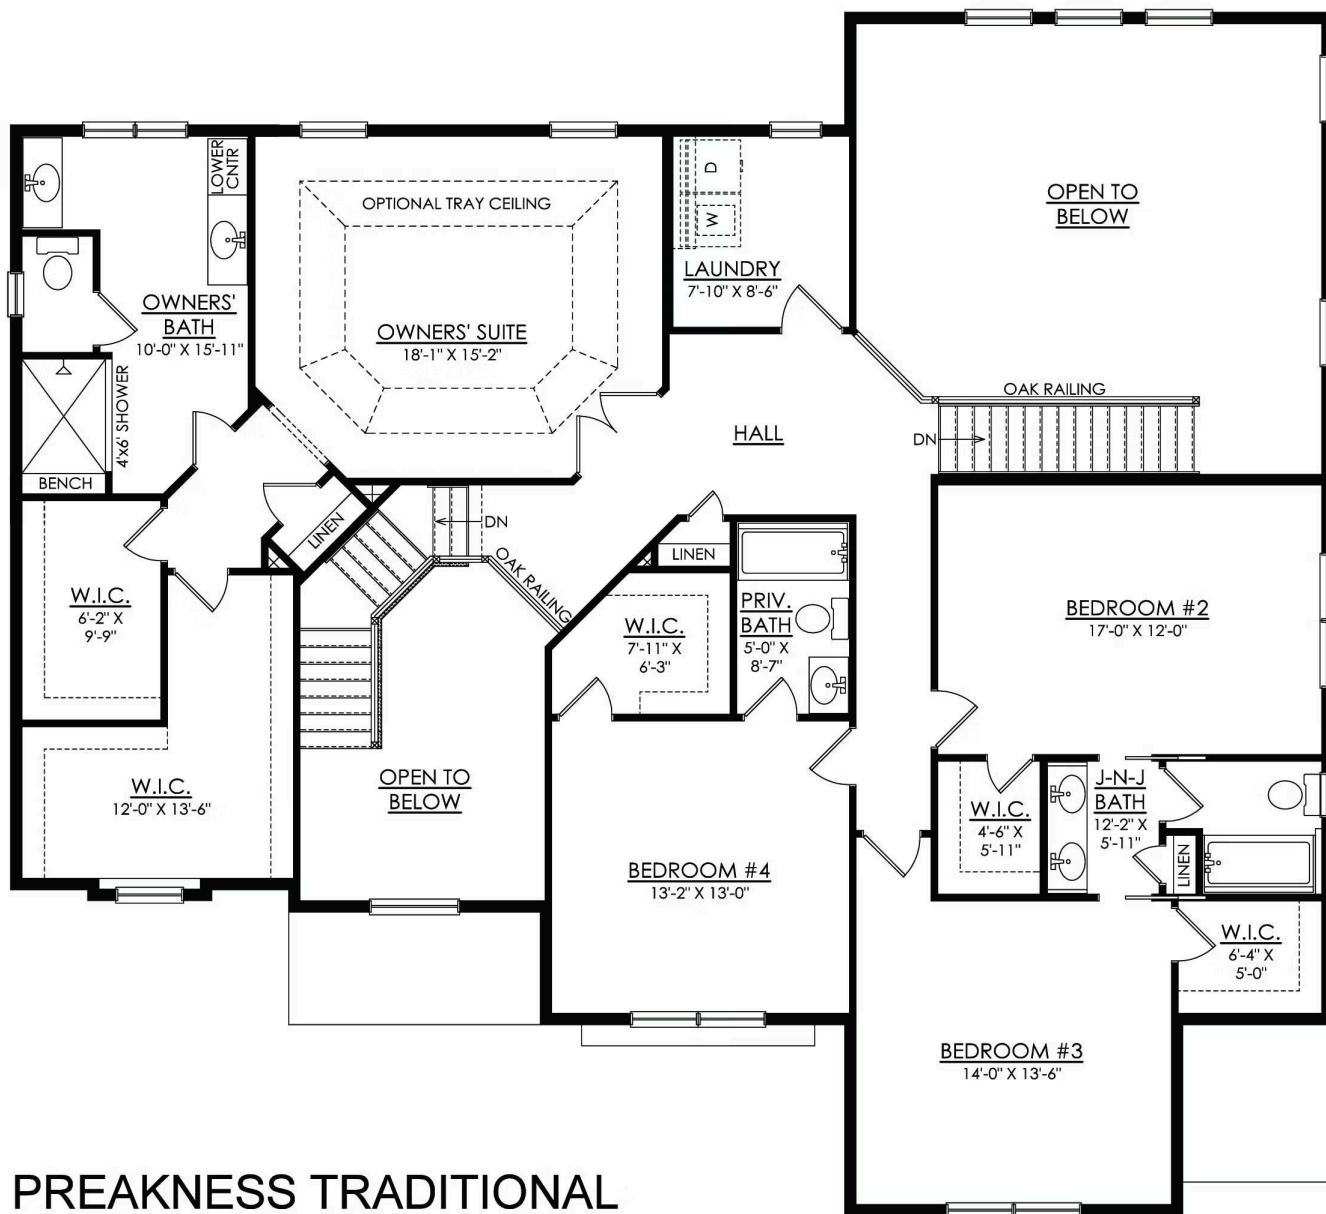 LOWER
CNTR
OPTIONAL TRAY CEILING
D
W
LAUNDRY
7'-10" X 8'-6"
OPEN TO
BELOW
OWNERS'
BATH
10'-0" X 15'-11"
OWNERS' SUITE
18'-1" X 15'-2"
4'x6' SHOWER
BENCH
OAK RAILING
DN
HALL
LINEN
DN
OAK RAILING
LINEN
W.I.C.
6'-2" X
9'-9"
W.I.C.
7'-11" X
6'-3"
PRIV.
BATH
5'-0" X
8'-7"
BEDROOM #2
17'-0" X 12'-0"
W.I.C.
12'-0" X 13'-6"
OPEN TO
BELOW
W.I.C.
4'-6" X
5'-11"
J-N-J
BATH
12'-2" X
5'-11"
LINEN
BEDROOM #4
13'-2" X 13'-0"
W.I.C.
6'-4" X
5'-0"
BEDROOM #3
14'-0" X 13'-6"
PREAKNESS TRADITIONAL